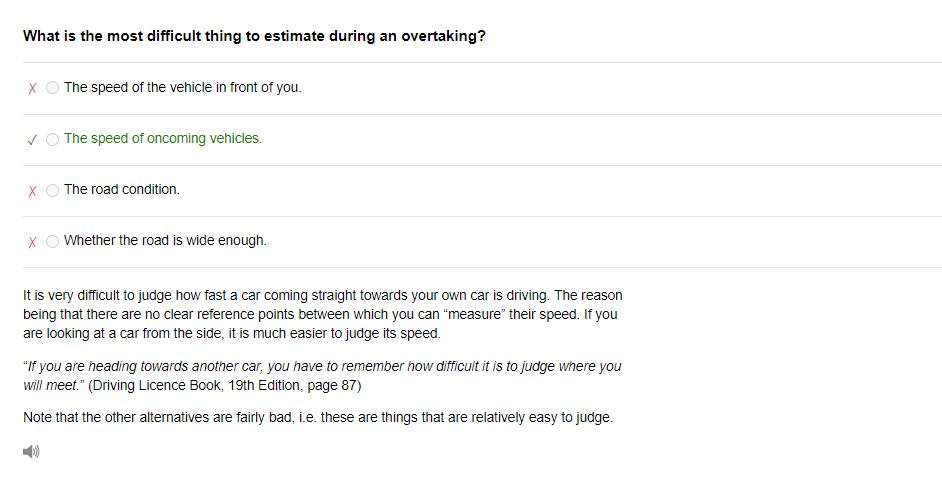 What is the most difficult thing to estimate during an overtaking?
X The speed of the vehicle in front of you.
✓ The speed of oncoming vehicles.
X The road condition.
X Whether the road is wide enough.
It is very difficult to judge how fast a car coming straight towards your own car is driving. The reason
being that there are no clear reference points between which you can “measure” their speed. If you
are looking at a car from the side, it is much easier to judge its speed.
“If you are heading towards another car, you have to remember how difficult it is to judge where you
will meet.” (Driving Licence Book, 19th Edition, page 87)
Note that the other alternatives are fairly bad, i.e. these are things that are relatively easy to judge.